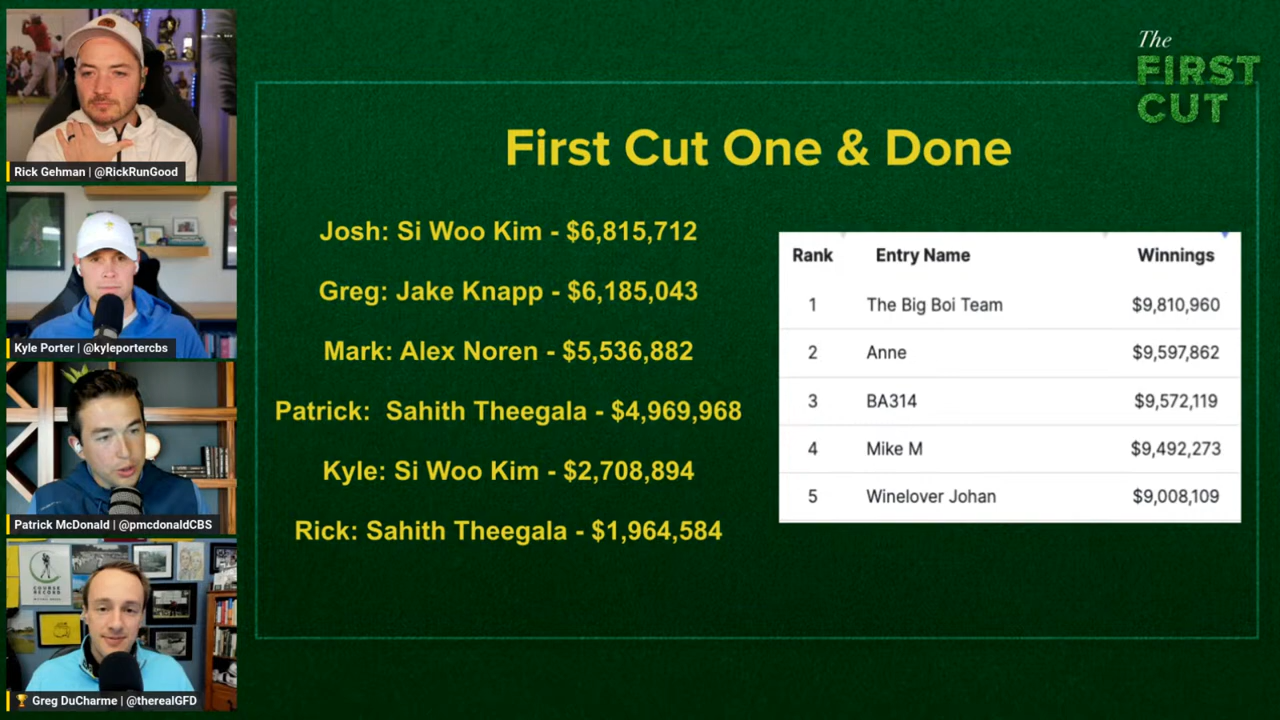 The
FIRST
CUT
First Cut One & Done
Josh: Si Woo Kim - $6,815,712
Greg: Jake Knapp - $6,185,043
Mark: Alex Noren - $5,536,882
Patrick: Sahith Theegala - $4,969,968
Kyle: Si Woo Kim - $2,708,894
Rick: Sahith Theegala - $1,964,584
Rank Entry Name Winnings
1 The Big Boi Team $9,810,960
2 Anne $9,597,862
3 BA314 $9,572,119
4 Mike M $9,492,273
5 Winelover Johan $9,008,109
Rick Gehman | @RickRunGood
Kyle Porter | @kyleportercbs
Patrick McDonald | @pmcdonaldCBS
COURSE
RECORD
Greg DuCharme | @therealGFD